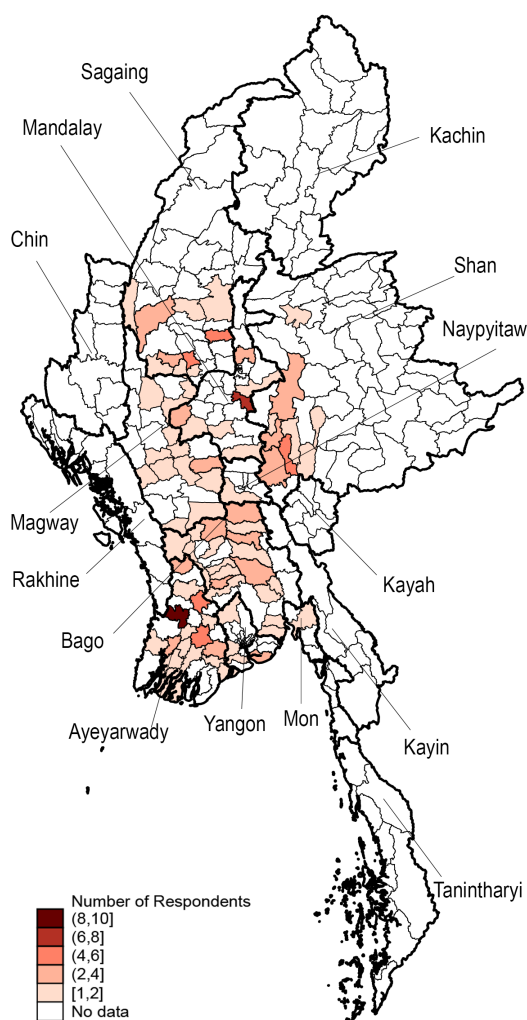 Sagaing
Mandalay
Kachin
Chin
Shan
Naypyitaw
Magway
Rakhine
Kayah
Bago
Ayeyarwady
Yangon
Mon
Kayin
Tanintharyi
Number of Respondents
(8,10]
(6,8]
(4,6]
(2,4]
[1,2]
No data